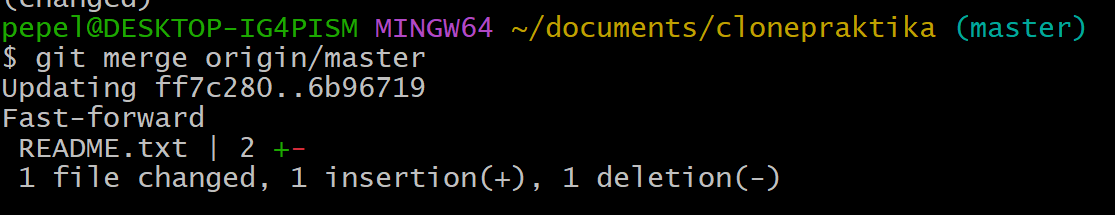 (changed)
pepel@DESKTOP-IG4PISM MINGW64 ~/documents/clonepraktika (master)
$ git merge origin/master
Updating ff7c280..6b96719
Fast-forward
 README.txt | 2 +-
 1 file changed, 1 insertion(+), 1 deletion(-)